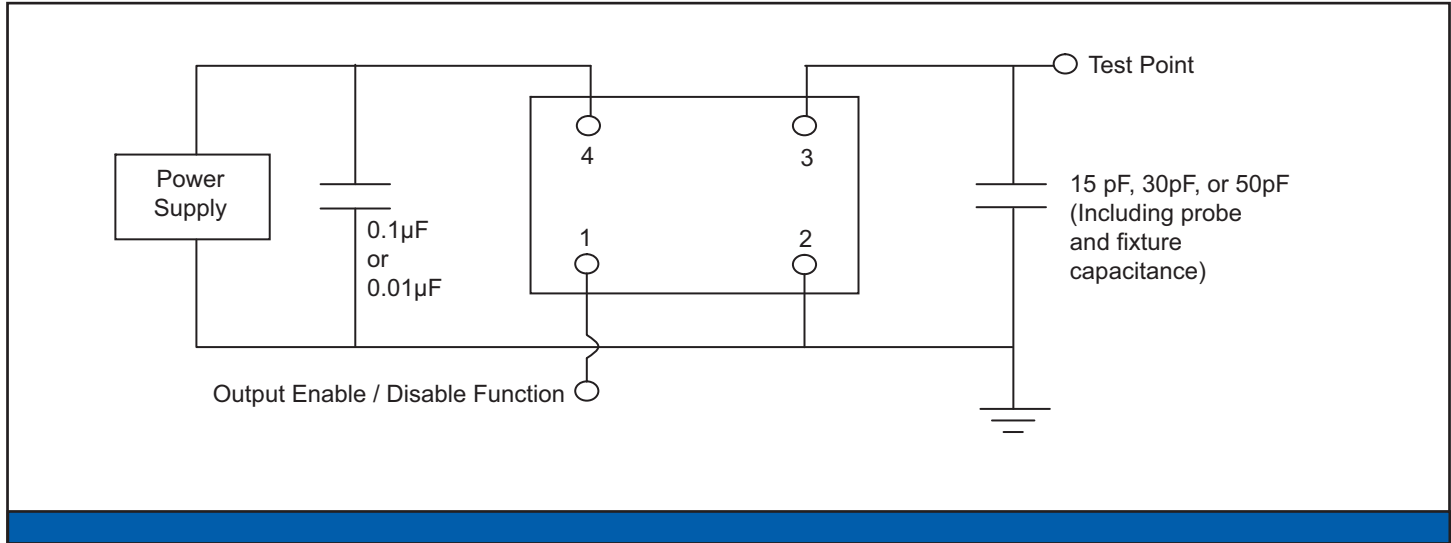 Test Point
4
3
Power
Supply
15 pF, 30pF, or 50pF
(Including probe
and fixture
capacitance)
0.1µF
or
0.01µF
1
2
Output Enable / Disable Function